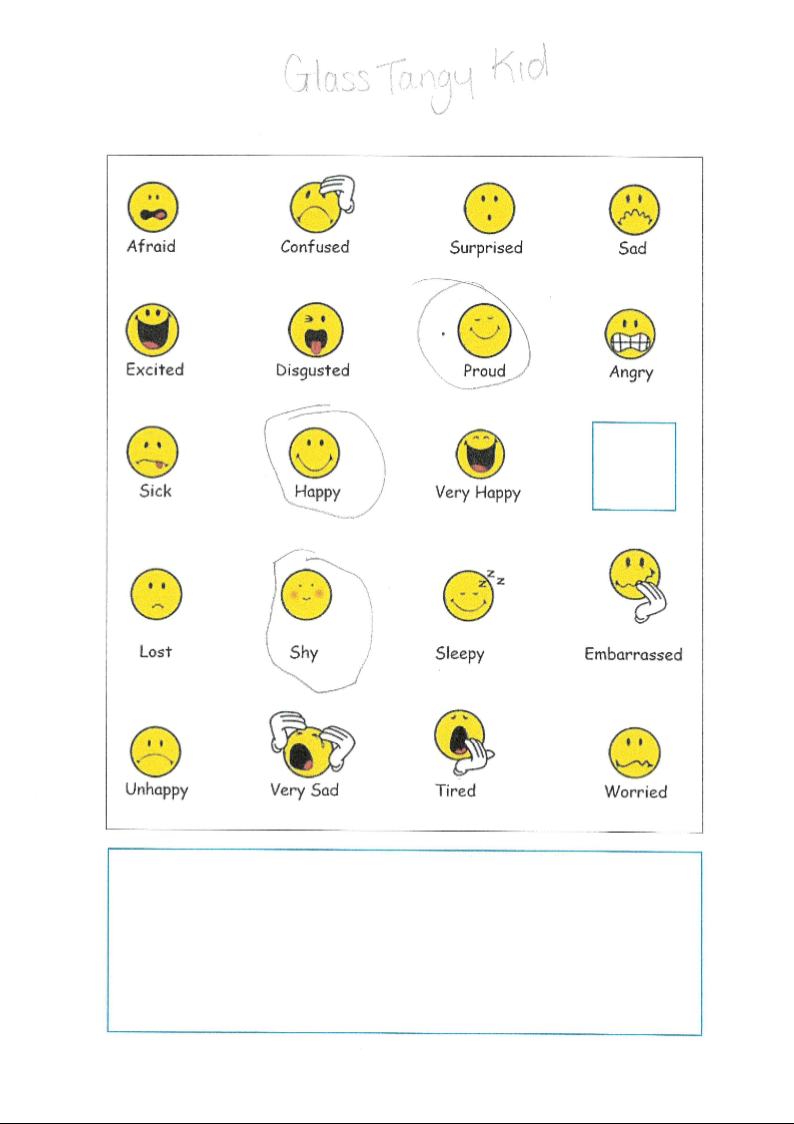 Glass Tangy Kid
Afraid Confused Surprised Sad
Excited Disgusted Proud Angry
Sick Happy Very Happy
z z z
Lost Shy Sleepy Embarrassed
Unhappy Very Sad Tired Worried